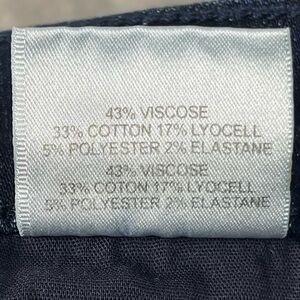 43% VISCOSE
33% COTTON 17% LYOCELL
5% POLYESTER 2% ELASTANE
43% VISCOSE
33% COTON 17% LYOCELL
5% POLYESTER 2% ELASTANE